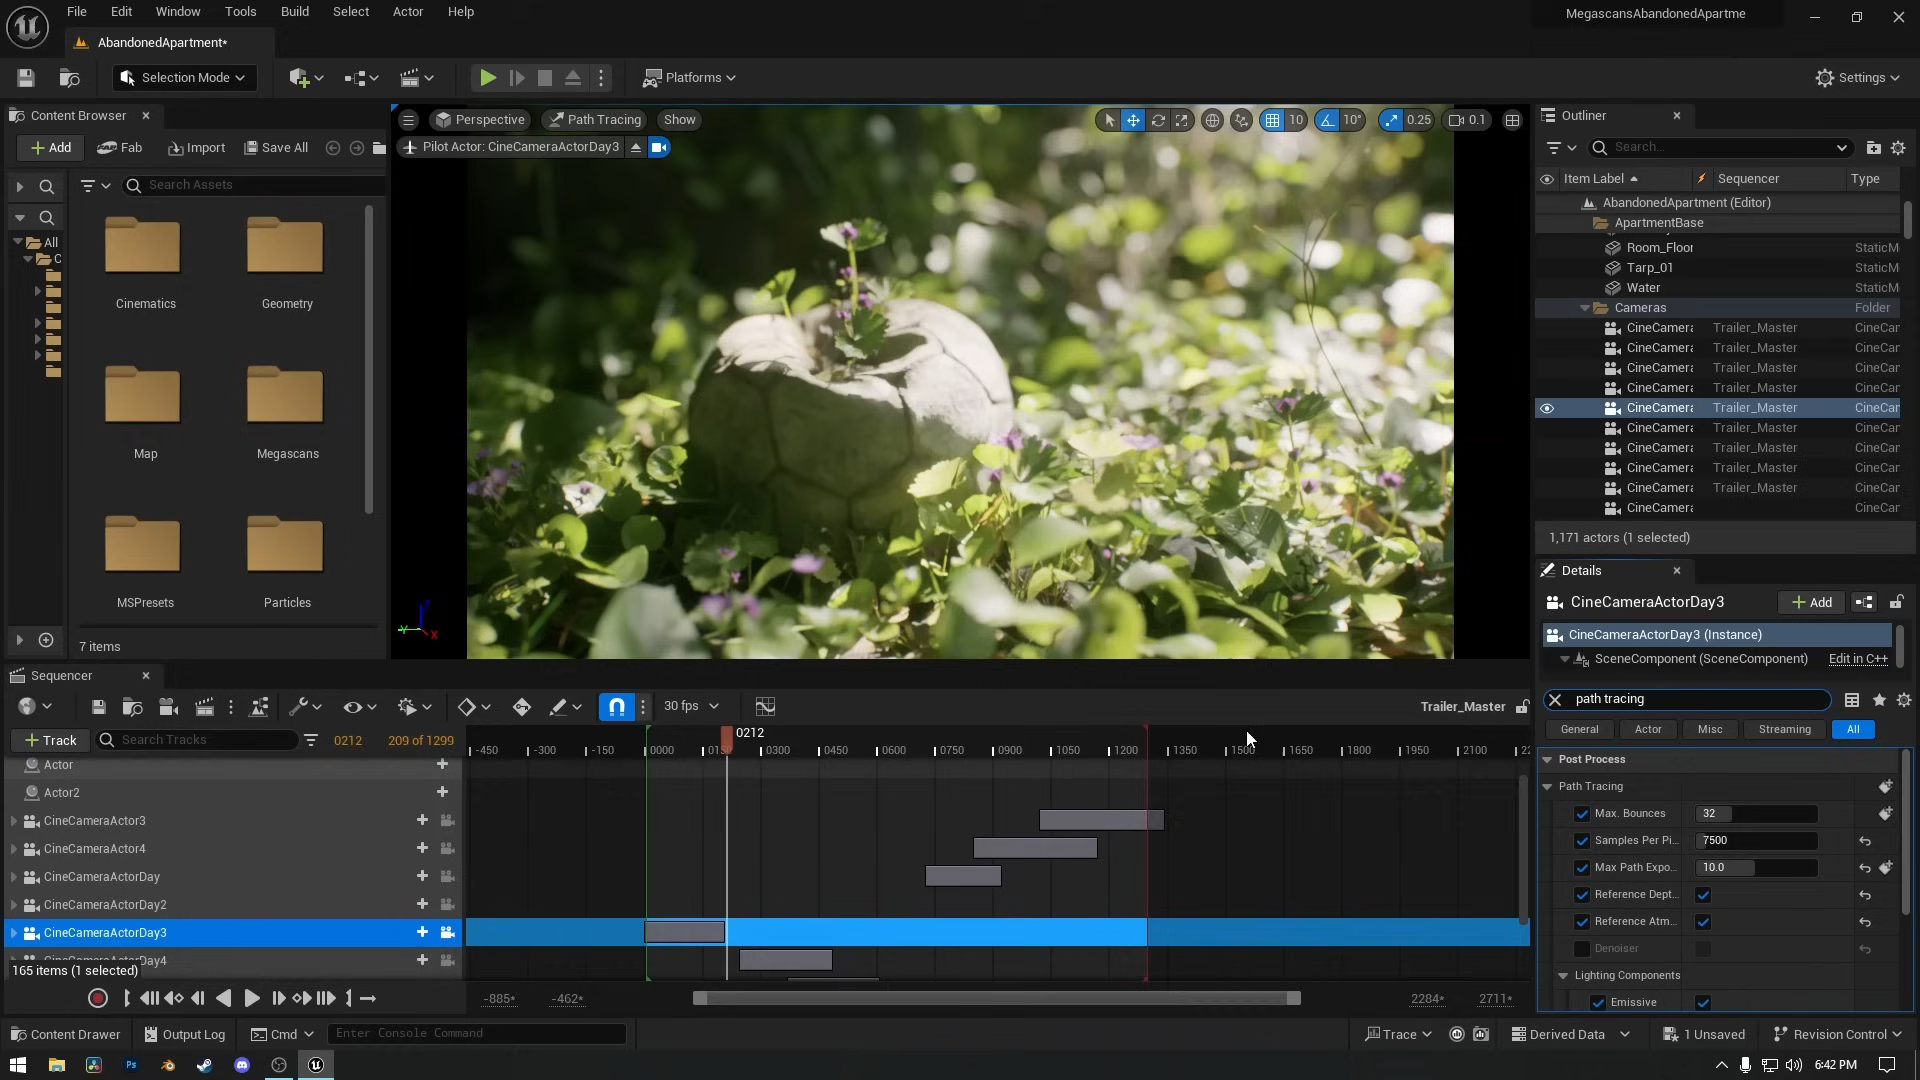 File Edit Window Tools Build Select Actor Help
MegascansAbandonedApartme
AbandonedApartment*
Selection Mode
Platforms
Settings
Content Browser
Add Fab Import Save All
Search Assets
All
C
Cinematics Geometry
Map Megascans
MSPresets Particles
7 items
Perspective Path Tracing Show
10 10° 0.25 0.1
Pilot Actor: CineCameraActorDay3
Outliner
Search...
Item Label Sequencer Type
AbandonedApartment (Editor)
ApartmentBase
Room_Floor StaticM
Tarp_01 StaticM
Water StaticM
Cameras Folder
CineCamera Trailer_Master CineCar
CineCamera Trailer_Master CineCar
CineCamera Trailer_Master CineCar
CineCamera Trailer_Master CineCar
CineCamera Trailer_Master CineCar
CineCamera Trailer_Master CineCar
CineCamera Trailer_Master CineCar
CineCamera Trailer_Master CineCar
CineCamera Trailer_Master CineCar
CineCamera CineCar
1,171 actors (1 selected)
Details
CineCameraActorDay3 Add
CineCameraActorDay3 (Instance)
SceneComponent (SceneComponent) Edit in C++
path tracing
General Actor Misc Streaming All
Post Process
Path Tracing
Max. Bounces 32
Samples Per Pi... 7500
Max Path Expo... 10.0
Reference Dept...
Reference Atm...
Denoiser
Lighting Components
Emissive
Sequencer
30 fps
Trailer_Master
Track Search Tracks 0212 209 of 1299
0212
-450 -300 -150 0000 0150 0300 0450 0600 0750 0900 1050 1200 1350 1500 1650 1800 1950 2100
Actor
Actor2
CineCameraActor3
CineCameraActor4
CineCameraActorDay
CineCameraActorDay2
CineCameraActorDay3
CineCameraActorDay4
165 items (1 selected)
-885* -462* 2284* 2711*
Content Drawer Output Log Cmd Enter Console Command
Trace Derived Data 1 Unsaved Revision Control
Ps
6:42 PM